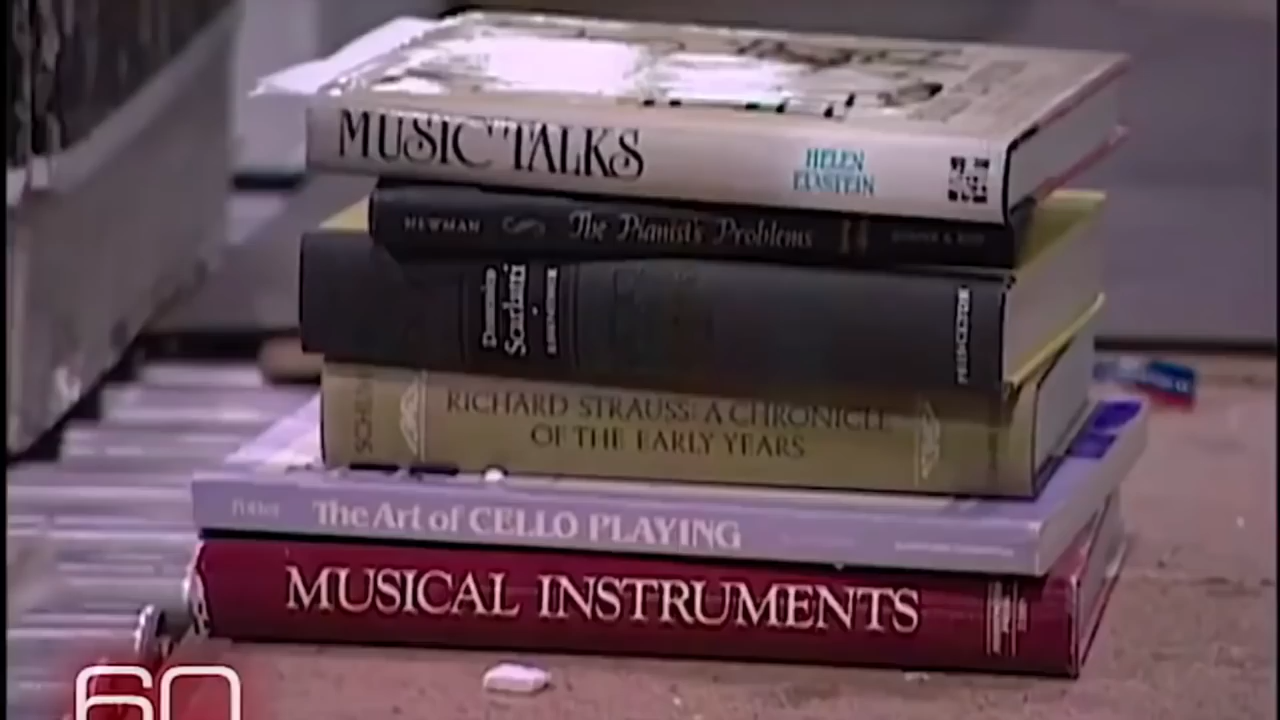 MUSIC TALKS
HELEN
EPSTEIN
NEWMAN
The Pianist's Problems
Domenico
Scarlatti
PRINCETON
RICHARD STRAUSS: A CHRONICLE
OF THE EARLY YEARS
The Art of CELLO PLAYING
MUSICAL INSTRUMENTS
60